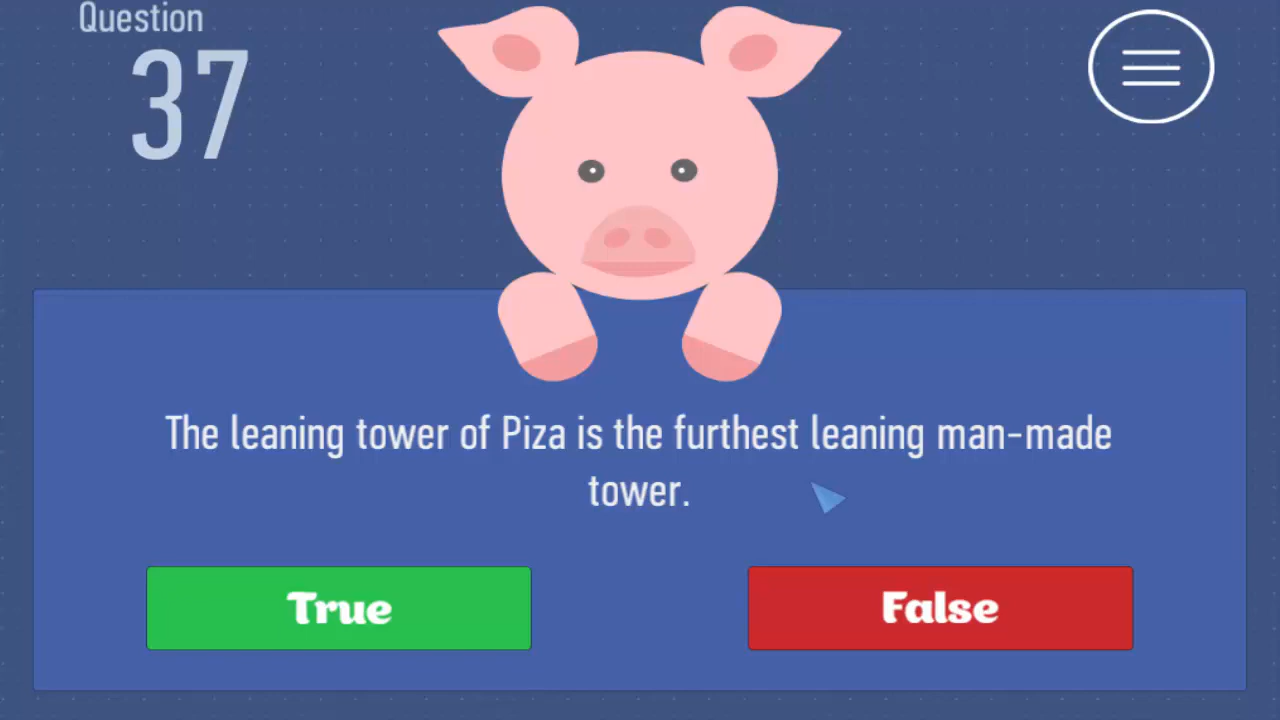 Question
37
The leaning tower of Piza is the furthest leaning man-made
tower.
True
False